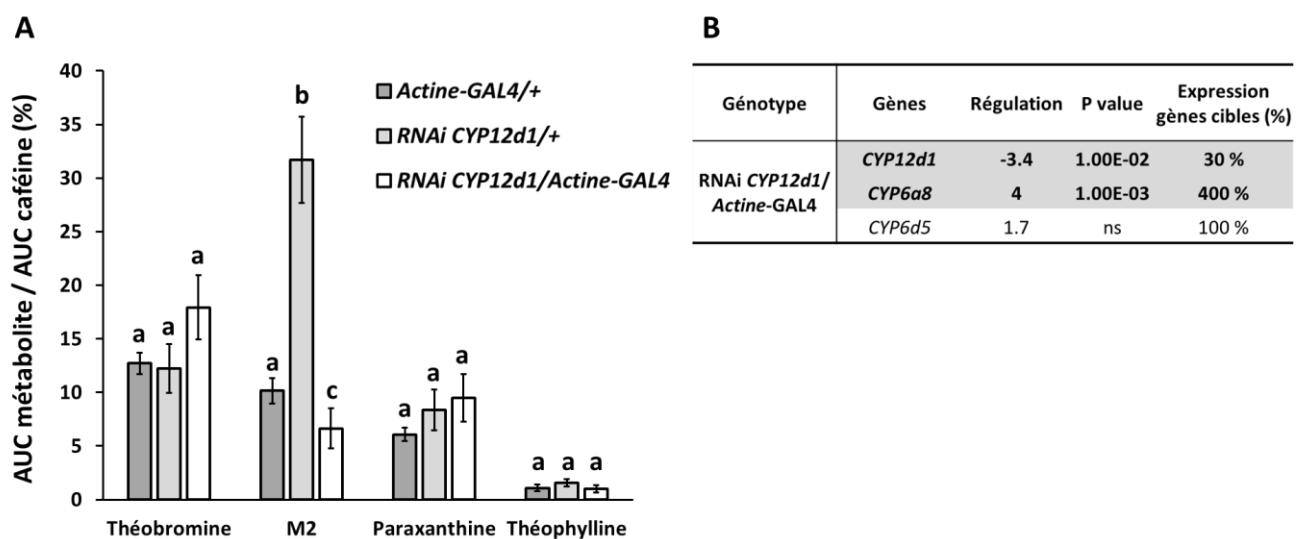 A
B
AUC métabolite / AUC caféine (%)
40
35
30
25
20
15
10
5
0
Actine-GAL4/+
RNAi CYP12d1/+
RNAi CYP12d1/Actine-GAL4
a
a
a
a
b
c
a
a
a
a
a
a
Théobromine
M2
Paraxanthine
Théophylline
Génotype
Gènes
Régulation
P value
Expression
gènes cibles (%)
RNAi CYP12d1/
Actine-GAL4
CYP12d1 -3.4 1.00E-02 30 %
CYP6a8 4 1.00E-03 400 %
CYP6d5 1.7 ns 100 %